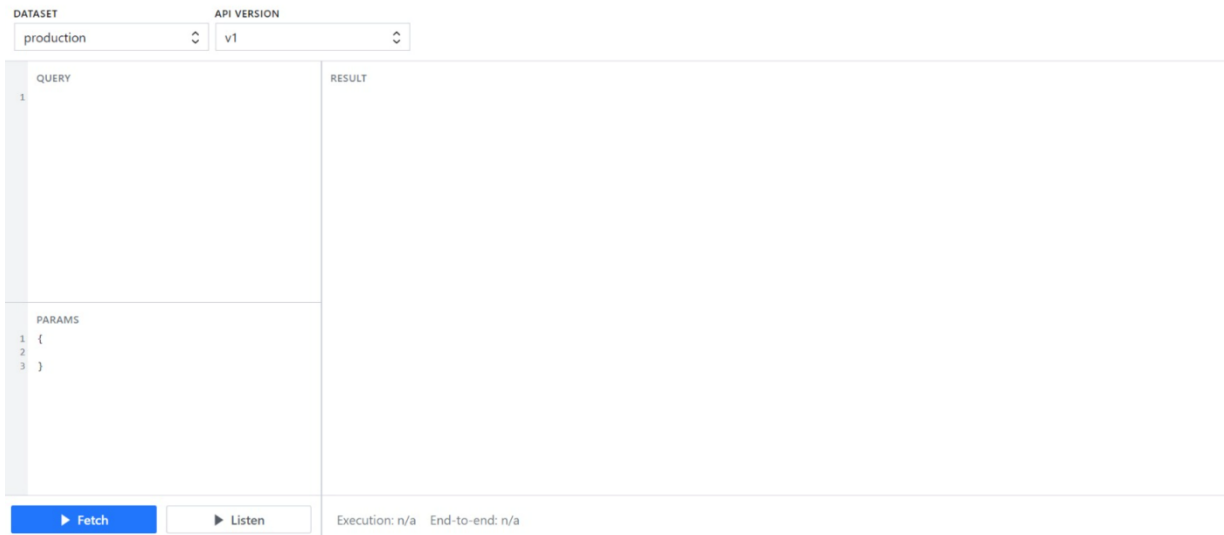 DATASET API VERSION
production v1
QUERY RESULT
1
PARAMS
1 {
2
3 }
Fetch Listen Execution: n/a End-to-end: n/a